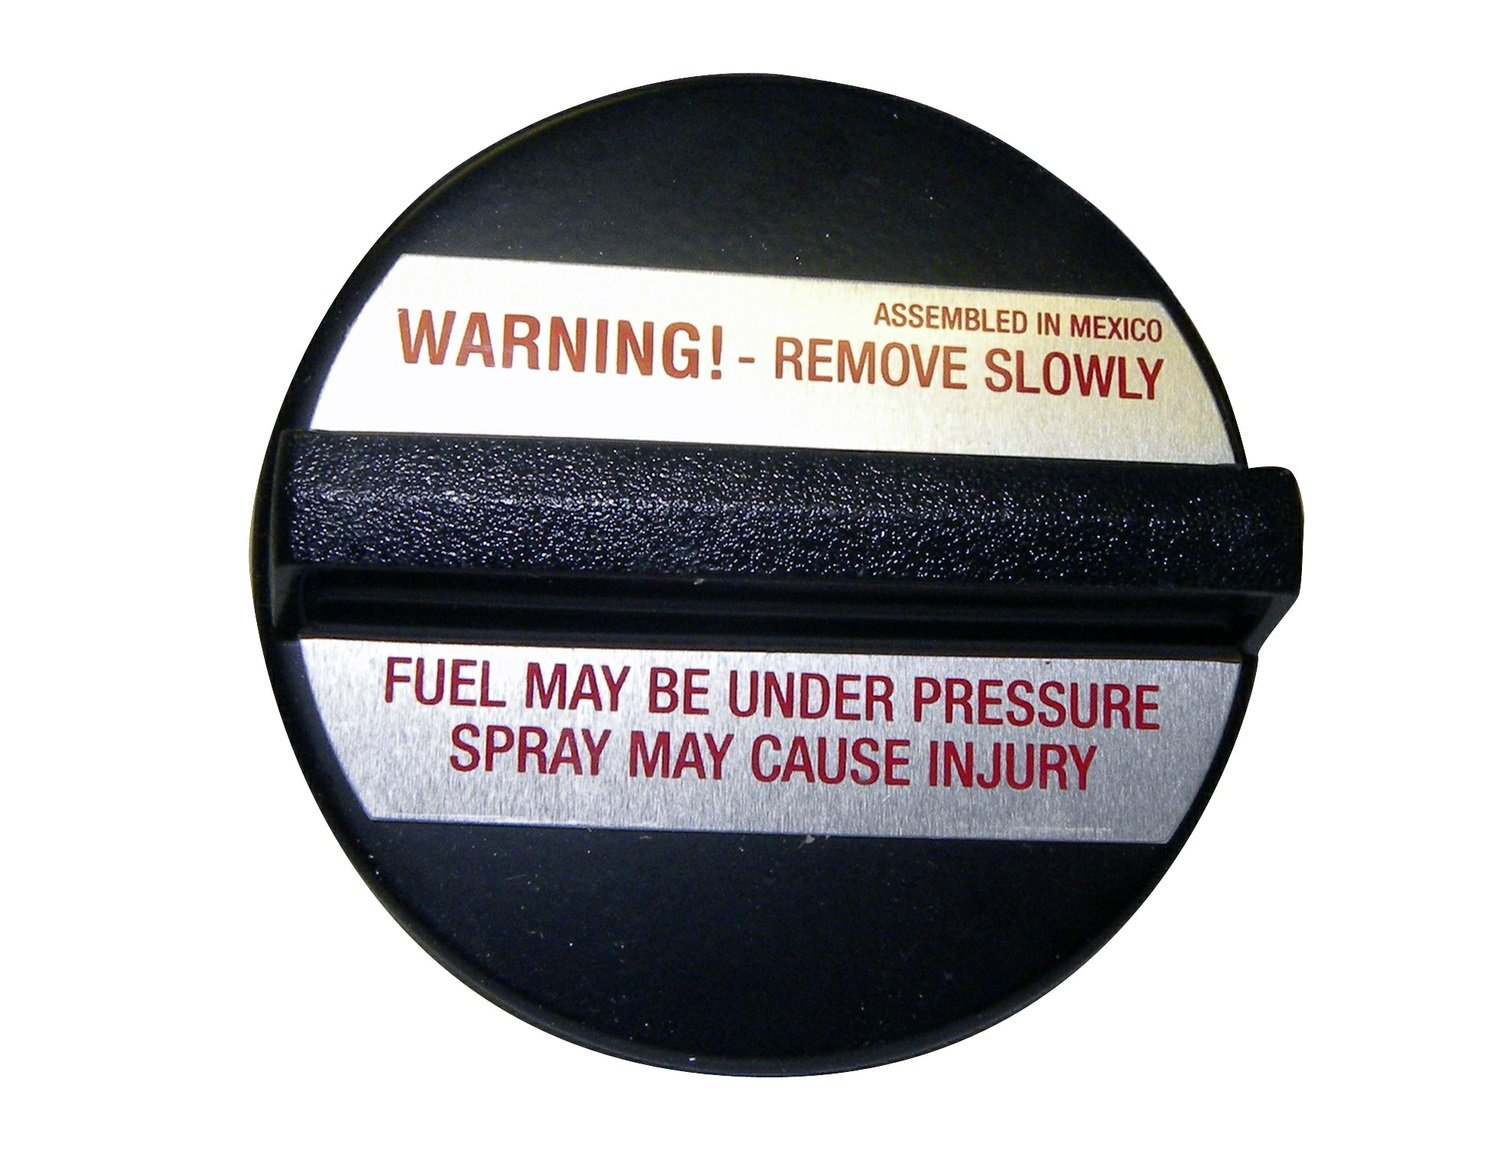 ASSEMBLED IN MEXICO
WARNING! - REMOVE SLOWLY
FUEL MAY BE UNDER PRESSURE
SPRAY MAY CAUSE INJURY